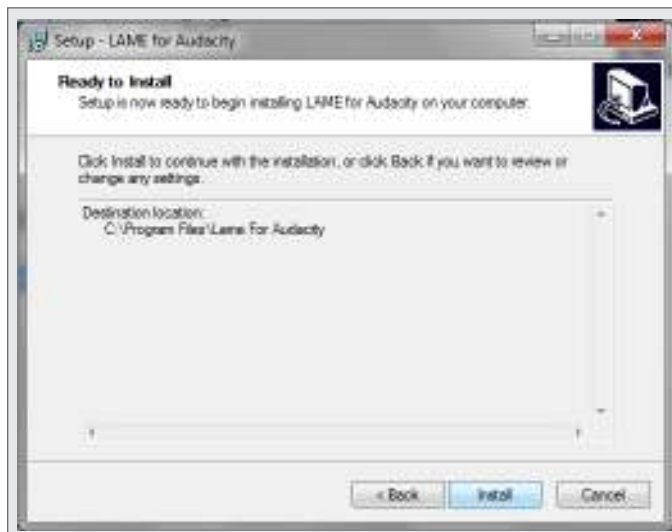 Setup - LAME for Audacity
Ready to Install
Setup is now ready to begin installing LAME for Audacity on your computer.
Click Install to continue with the installation, or click Back if you want to review or
change any settings.
Destination location:
C:\Program Files\Lame For Audacity
< Back
Install
Cancel